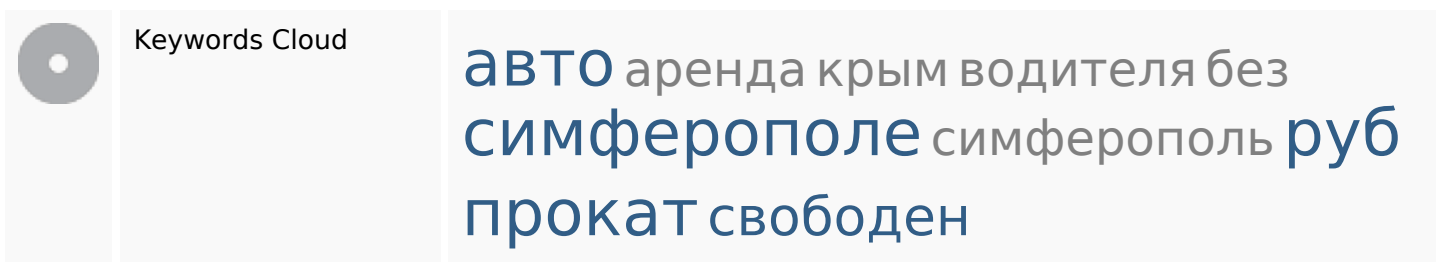 Keywords Cloud
авто аренда крым водителя без
симферополе симферополь руб
прокат свободен